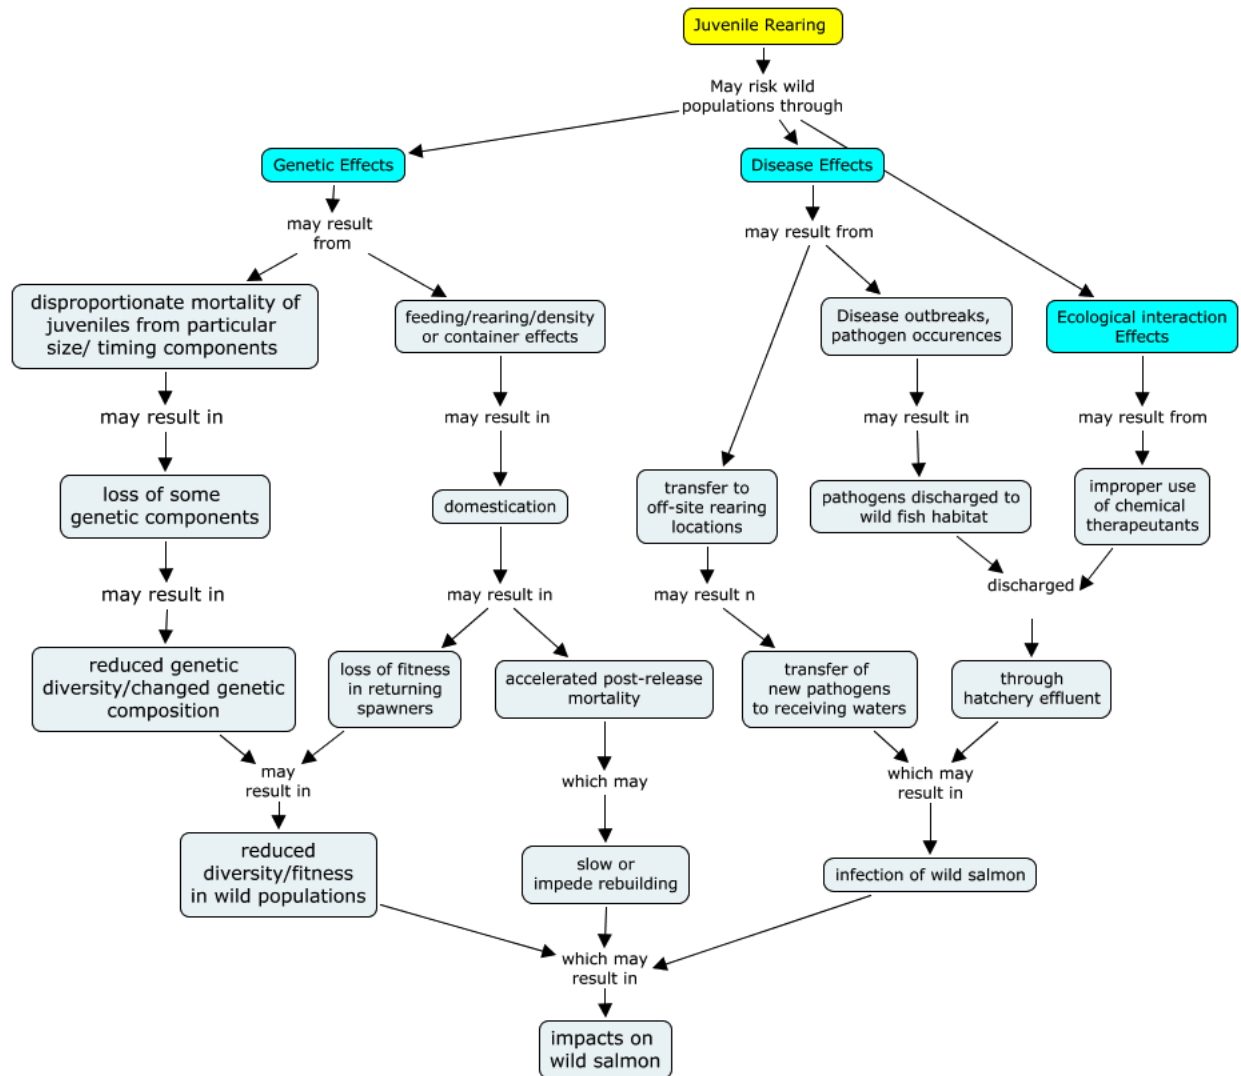 Juvenile Rearing
May risk wild
populations through
Genetic Effects
Disease Effects
may result
from
may result from
disproportionate mortality of
juveniles from particular
size/ timing components
feeding/rearing/density
or container effects
Disease outbreaks,
pathogen occurences
Ecological interaction
Effects
may result in
may result in
may result in
may result from
loss of some
genetic components
domestication
transfer to
off-site rearing
locations
pathogens discharged to
wild fish habitat
improper use
of chemical
therapeutants
may result in
may result in
may result n
discharged
reduced genetic
diversity/changed genetic
composition
loss of fitness
in returning
spawners
accelerated post-release
mortality
transfer of
new pathogens
to receiving waters
through
hatchery effluent
may
result in
which may
which may
result in
reduced
diversity/fitness
in wild populations
slow or
impede rebuilding
infection of wild salmon
which may
result in
impacts on
wild salmon